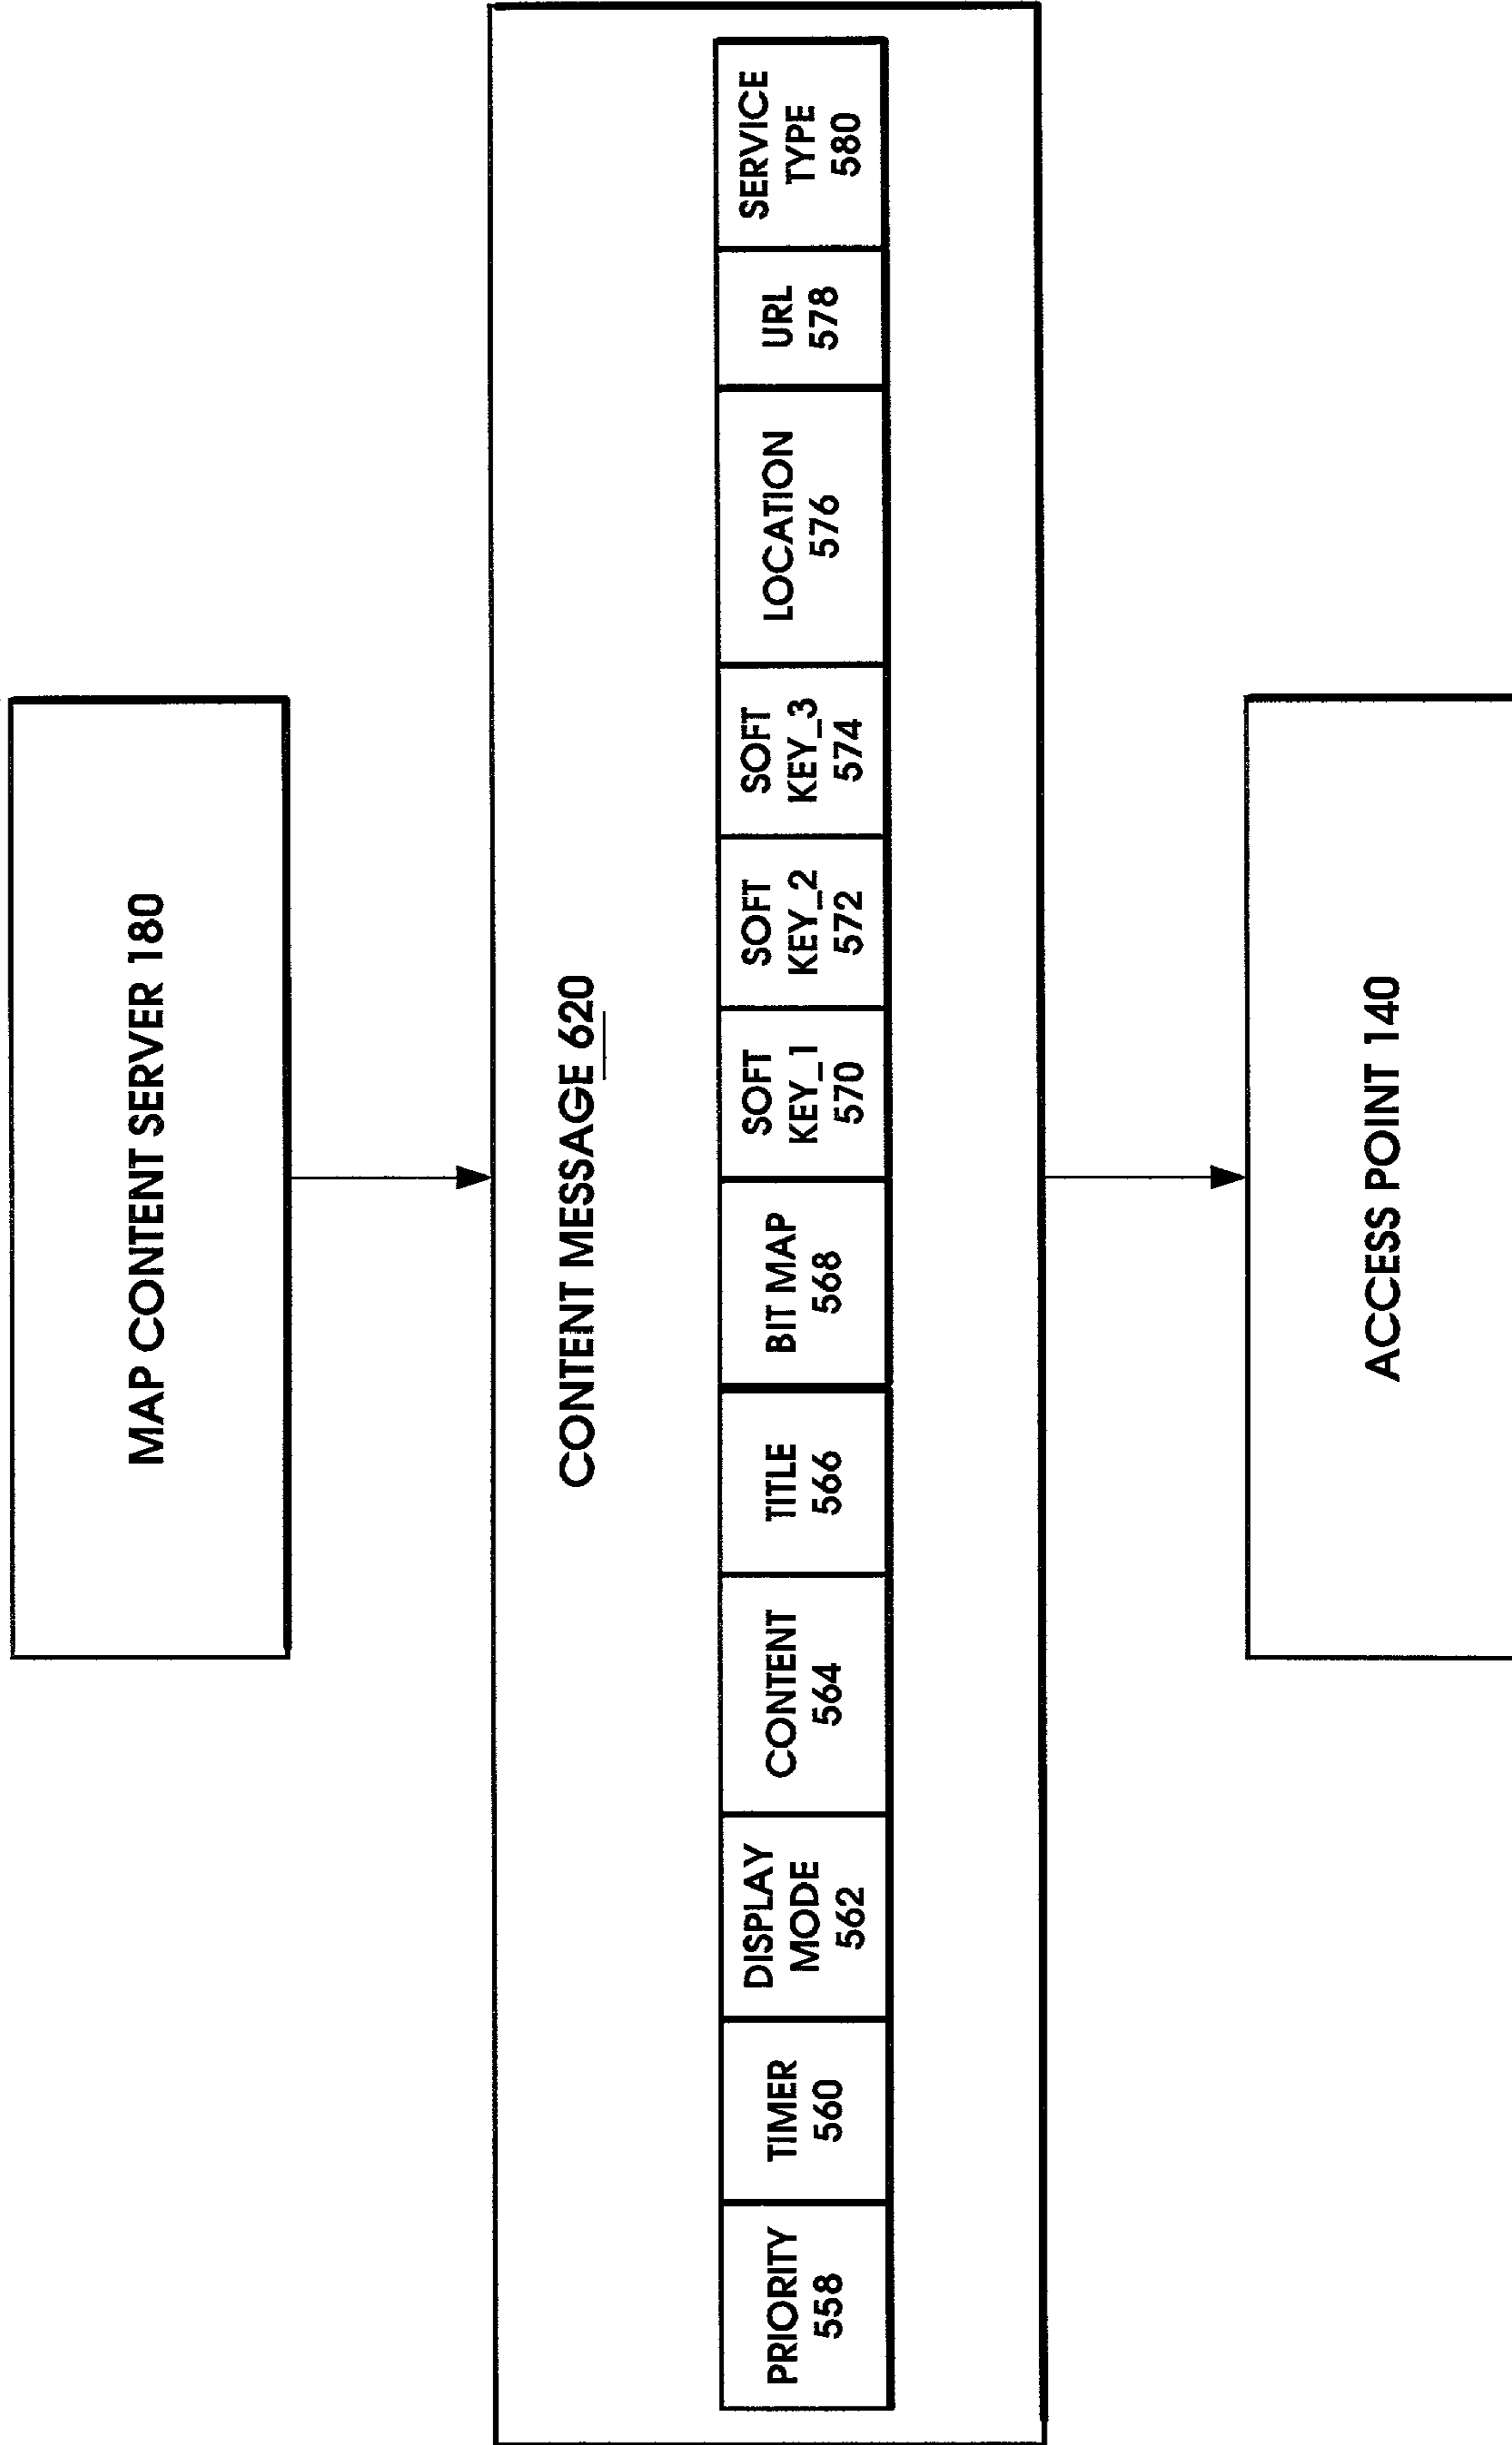 MAP CONTENT SERVER 180
CONTENT MESSAGE 620
PRIORITY
558
TIMER
560
DISPLAY
MODE
562
CONTENT
564
TITLE
566
BIT MAP
568
SOFT
KEY_1
570
SOFT
KEY_2
572
SOFT
KEY_3
574
LOCATION
576
URL
578
SERVICE
TYPE
580
ACCESS POINT 140